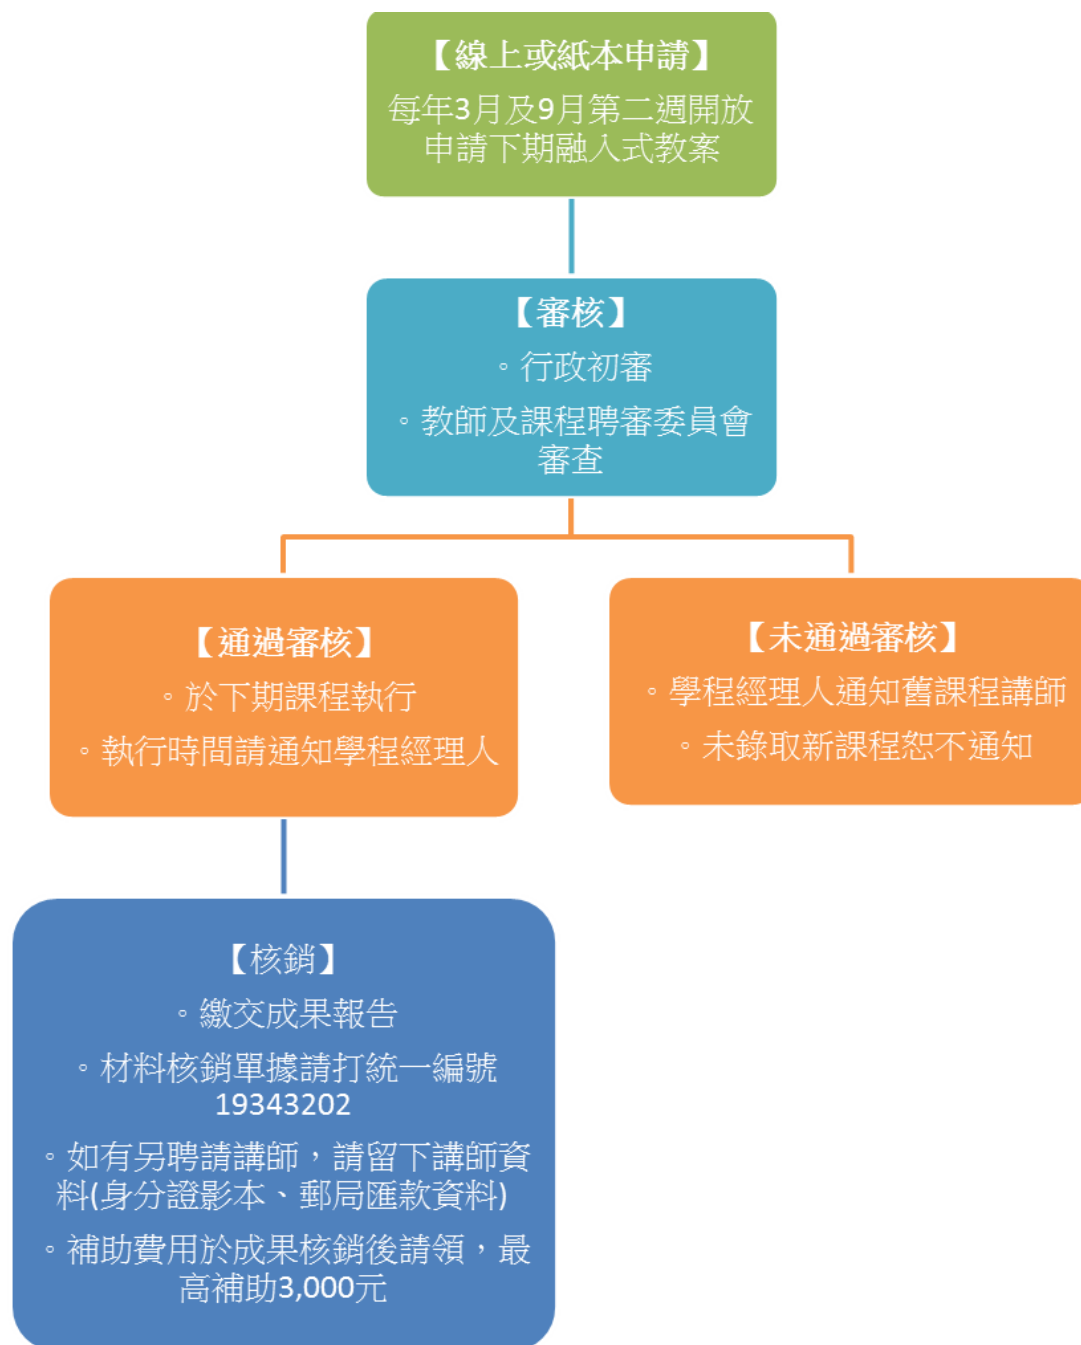 【線上或紙本申請】
每年3月及9月第二週開放
申請下期融入式教案
【審核】
。行政初審
。教師及課程聘審委員會
審查
【通過審核】
。於下期課程執行
。執行時間請通知學程經理人
【未通過審核】
。學程經理人通知舊課程講師
。未錄取新課程恕不通知
【核銷】
。繳交成果報告
。材料核銷單據請打統一編號
19343202
。如有另聘請講師，請留下講師資
料(身分證影本、郵局匯款資料)
。補助費用於成果核銷後請領，最
高補助3,000元